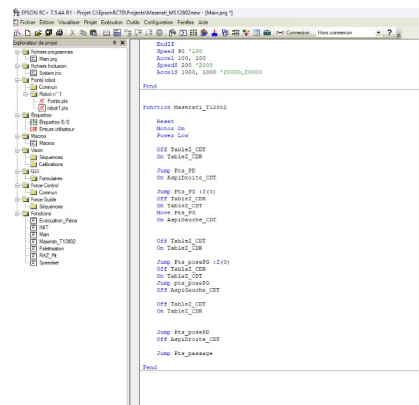 EPSON RC+ 7.5.4A R1 - Projet C:\EpsonRC70\Projects\Maserati_MS12802new - [Main.prg *]
Fichier Edition Visualiser Projet Exécution Outils Configuration Fenêtre Aide
Connexion: Hors connexion
Explorateur de projet
Fichiers programmes
Main.prg
Fichiers Inclusion
System.inc
Points robot
Commun
Robot n° 1
Points.pts
robot1.pts
Étiquettes
Étiquettes E/S
Erreurs utilisateur
Macros
Macros
Vision
Séquences
Calibrations
GUI
Formulaires
Force Control
Commun
Force Guide
Séquences
Fonctions
Evacuation_Pièce
INIT
Main
Maserati_T12802
Palettisation
RAZ_Pit
Speedset
EndIf
Speed 90 '100
Accel 100, 100
SpeedS 200 '2000
AccelS 1000, 1000 '20000,20000
Fend
Function Maserati_T12802
Reset
Motor On
Power Low
Off TableZ_CDT
On TableZ_CDR
Jump Pts_PD
On AspiDroite_CDT
Jump Pts_PG :Z(0)
Off TableZ_CDR
On TableZ_CDT
Move Pts_PG
On AspiGauche_CDT
Off TableZ_CDT
On TableZ_CDR
Jump Pts_posePG :Z(0)
Off TableZ_CDR
On TableZ_CDT
Jump pts_posePG
Off AspiGauche_CDT
Off TableZ_CDT
On TableZ_CDR
Jump Pts_posePD
Off AspiDroite_CDT
Jump Pts_passage
Fend